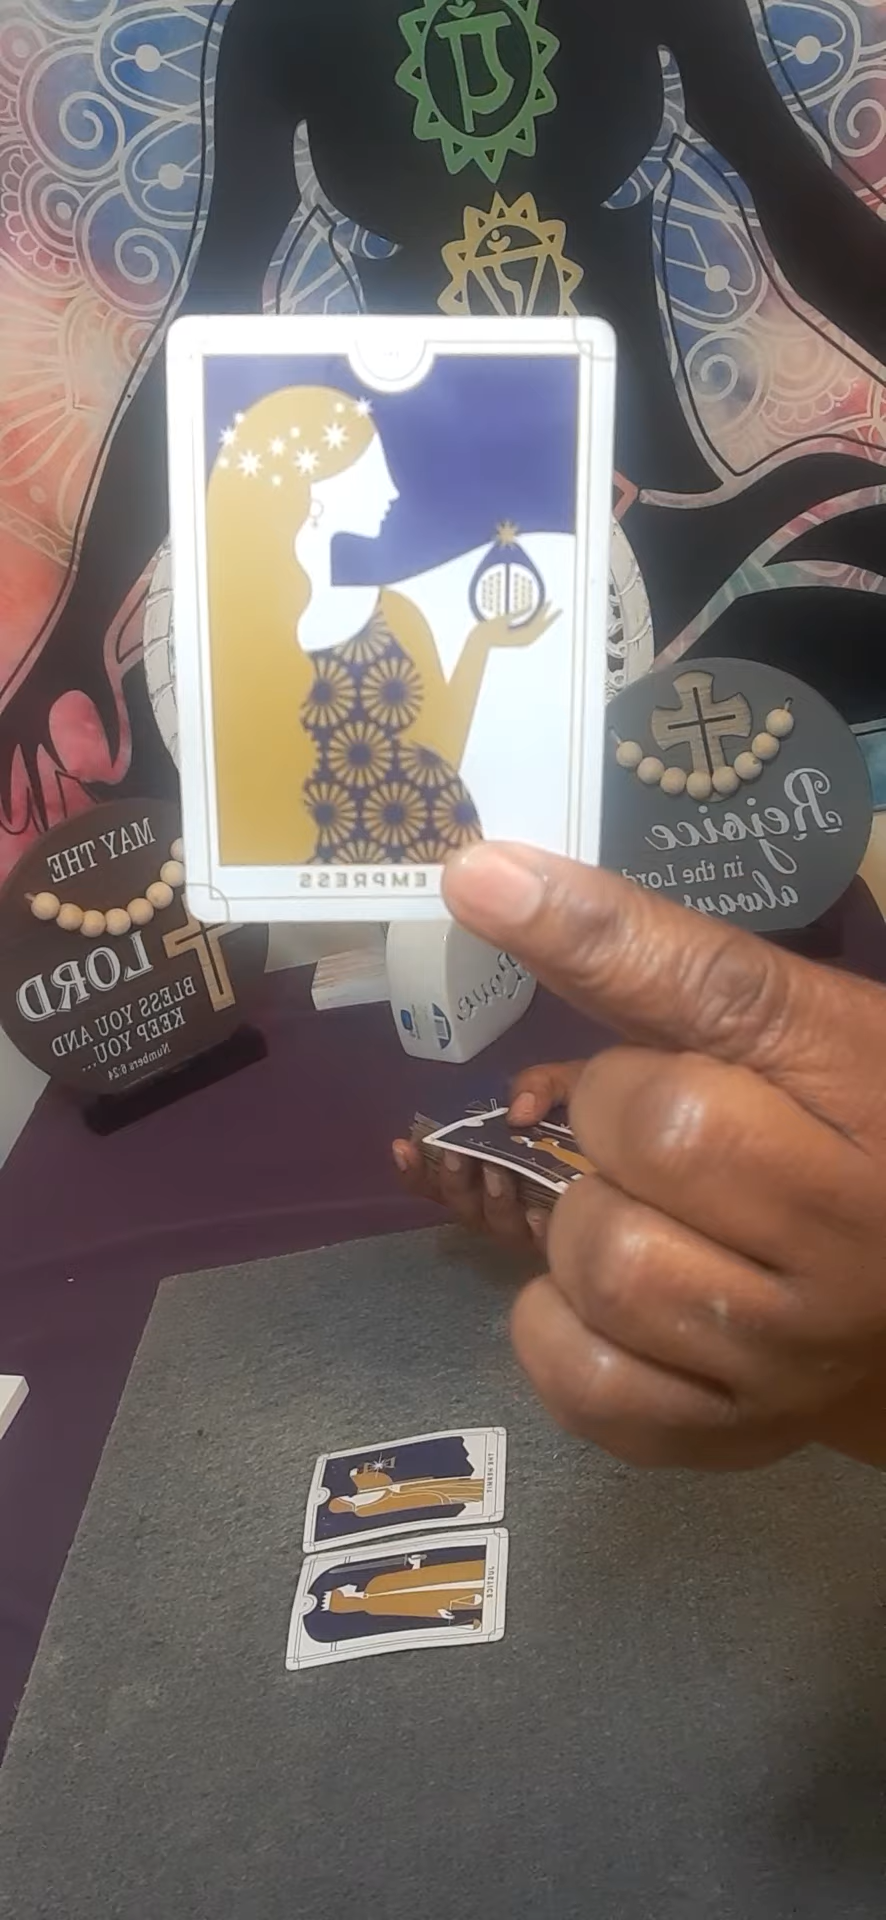 EMPRESS
MAY THE
LORD
BLESS YOU AND
KEEP YOU
Numbers 6:24
Rejoice
in the Lord
always
Love
THE HERMIT
JUSTICE